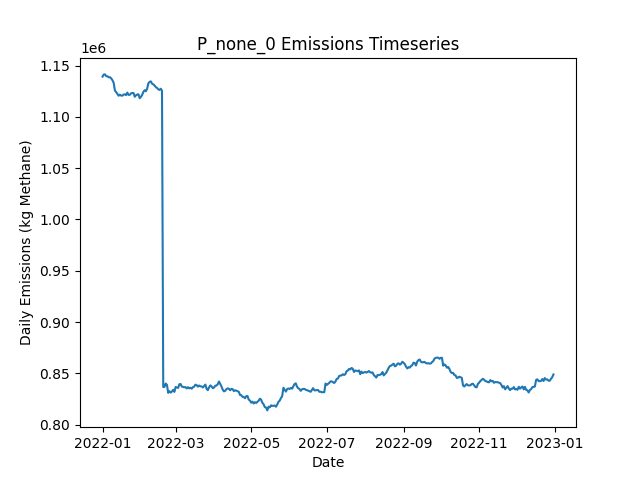 P_none_0 Emissions Timeseries
1e6
1.15
1.10
1.05
1.00
0.95
0.90
0.85
0.80
Daily Emissions (kg Methane)
2022-01 2022-03 2022-05 2022-07 2022-09 2022-11 2023-01
Date